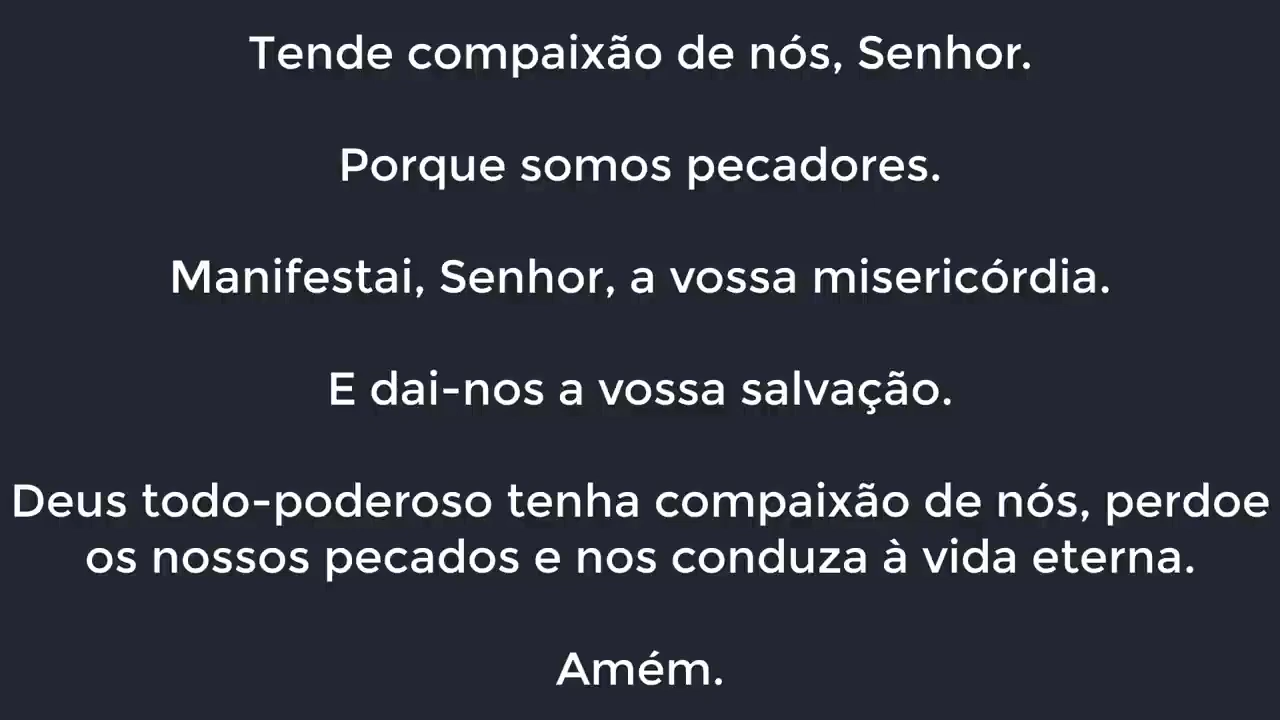 Tende compaixão de nós, Senhor.
Porque somos pecadores.
Manifestai, Senhor, a vossa misericórdia.
E dai-nos a vossa salvação.
Deus todo-poderoso tenha compaixão de nós, perdoe
os nossos pecados e nos conduza à vida eterna.
Amém.